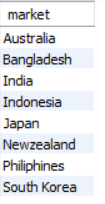 market
Australia
Bangladesh
India
Indonesia
Japan
Newzealand
Philiphines
South Korea